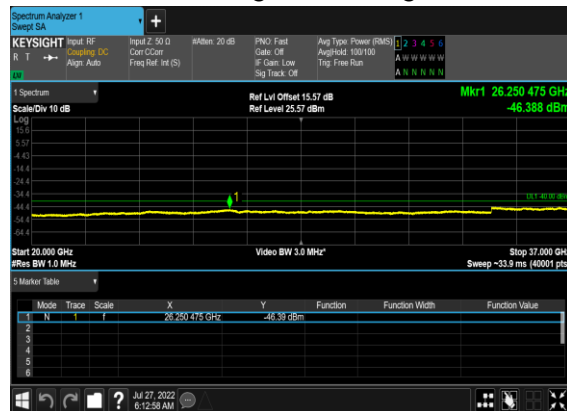 Spectrum Analyzer 1
Swept SA
KEYSIGHT Input: RF Input Z: 50 Ω #Atten: 20 dB PNO: Fast Avg Type: Power (RMS) 1 2 3 4 5 6
R T Coupling: DC Corr CCorr Gate: Off Avg|Hold: 100/100 A W W W W W
Align: Auto Freq Ref: Int (S) IF Gain: Low Trig: Free Run
LW Sig Track: Off A N N N N N
1 Spectrum Ref Lvl Offset 15.57 dB Mkr1 26.250 475 GHz
Scale/Div 10 dB Ref Level 25.57 dBm -46.388 dBm
Log
15.6
5.57
-4.43
-14.4
-24.4
-34.4
-44.4
-54.4
-64.4
1
Start 20.000 GHz Video BW 3.0 MHz* Stop 37.000 GHz
#Res BW 1.0 MHz Sweep ~33.9 ms (40001 pts)
5 Marker Table
Mode Trace Scale X Y Function Function Width Function Value
1 N 1 f 26.250 475 GHz -46.39 dBm
2
3
4
5
6
? Jul 27, 2022
6:12:58 AM